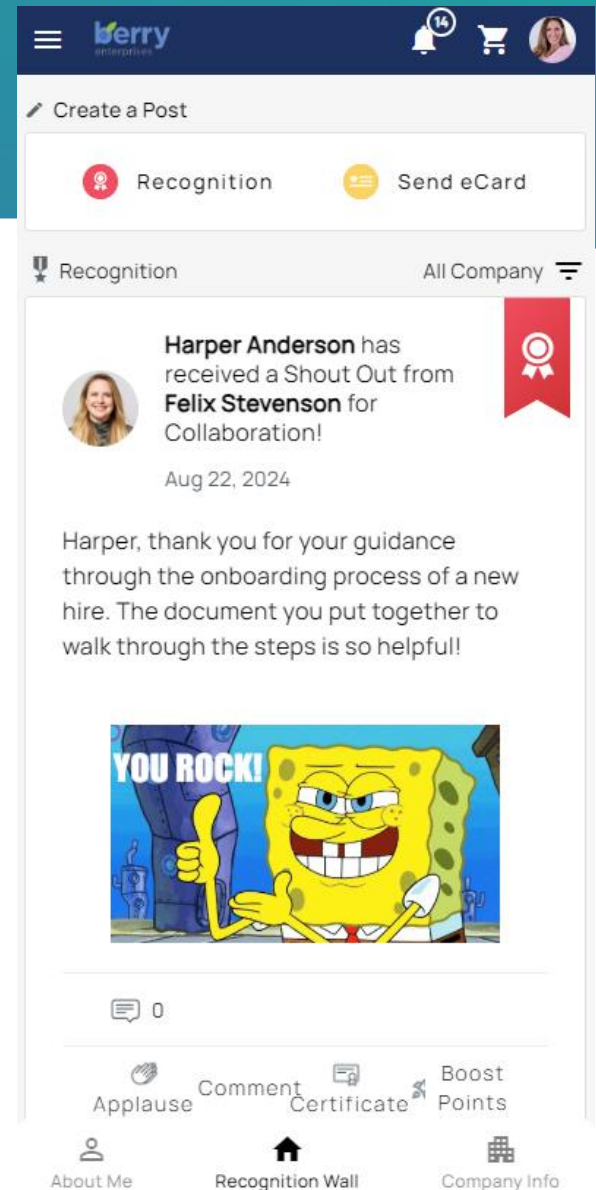 berry
enterprises
14
Create a Post
Recognition
Send eCard
Recognition
All Company
Harper Anderson has
received a Shout Out from
Felix Stevenson for
Collaboration!
Aug 22, 2024
Harper, thank you for your guidance
through the onboarding process of a new
hire. The document you put together to
walk through the steps is so helpful!
YOU ROCK!
0
Applause
Comment
Certificate
Boost
Points
About Me
Recognition Wall
Company Info